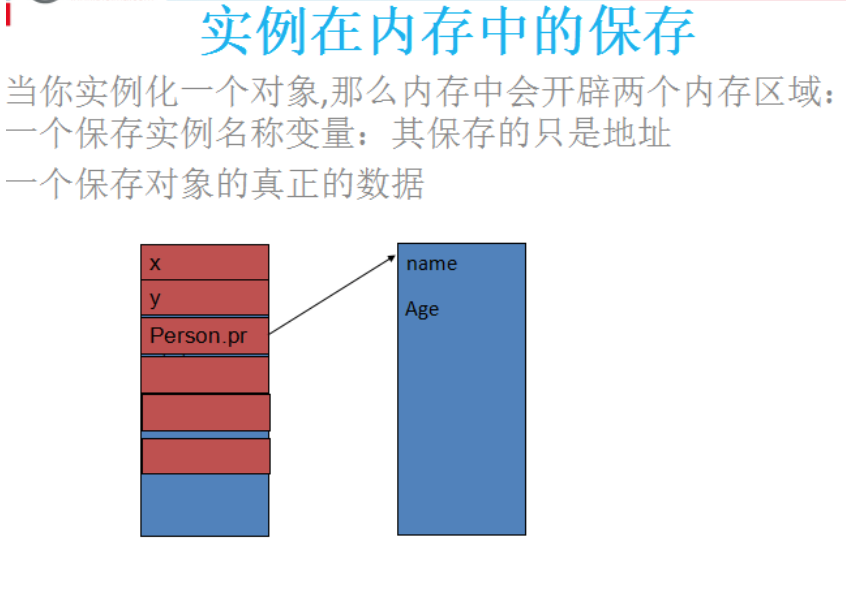 实例在内存中的保存
当你实例化一个对象,那么内存中会开辟两个内存区域：
一个保存实例名称变量：其保存的只是地址
一个保存对象的真正的数据
x
y
Person.pr
name
Age